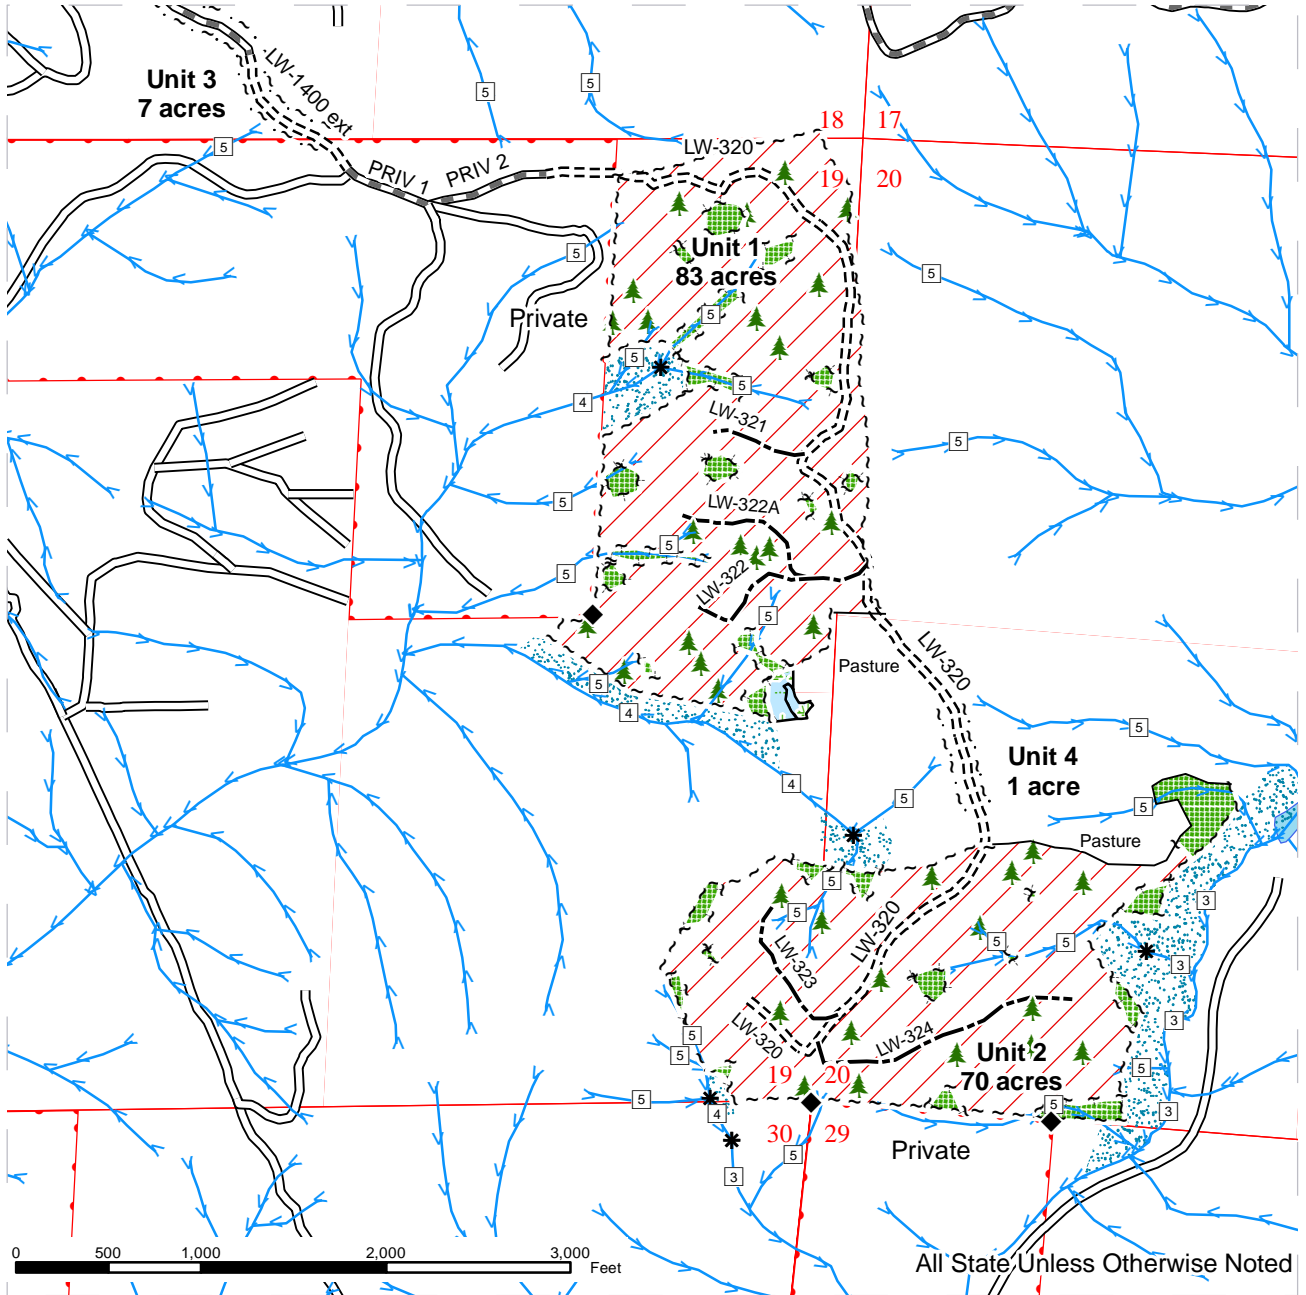 5
5
LW-1400 ext
Unit 3
7 acres
18
17
5
LW-320
PRIV 1
PRIV 2
19
20
5
Unit 1
83 acres
5
5
Private
5
5
5
4
LW-321
5
5
LW-322A
5
5
LW-322
5
LW-320
Pasture
5
4
5
Unit 4
1 acre
4
5
5
Pasture
5
3
5
LW-320
5
5
LW-323
3
3
LW-320
LW-324
5
5
Unit 2
70 acres
5
19
20
5
4
5
3
30
29
Private
5
3
0
500
1,000
2,000
3,000
Feet
All State Unless Otherwise Noted